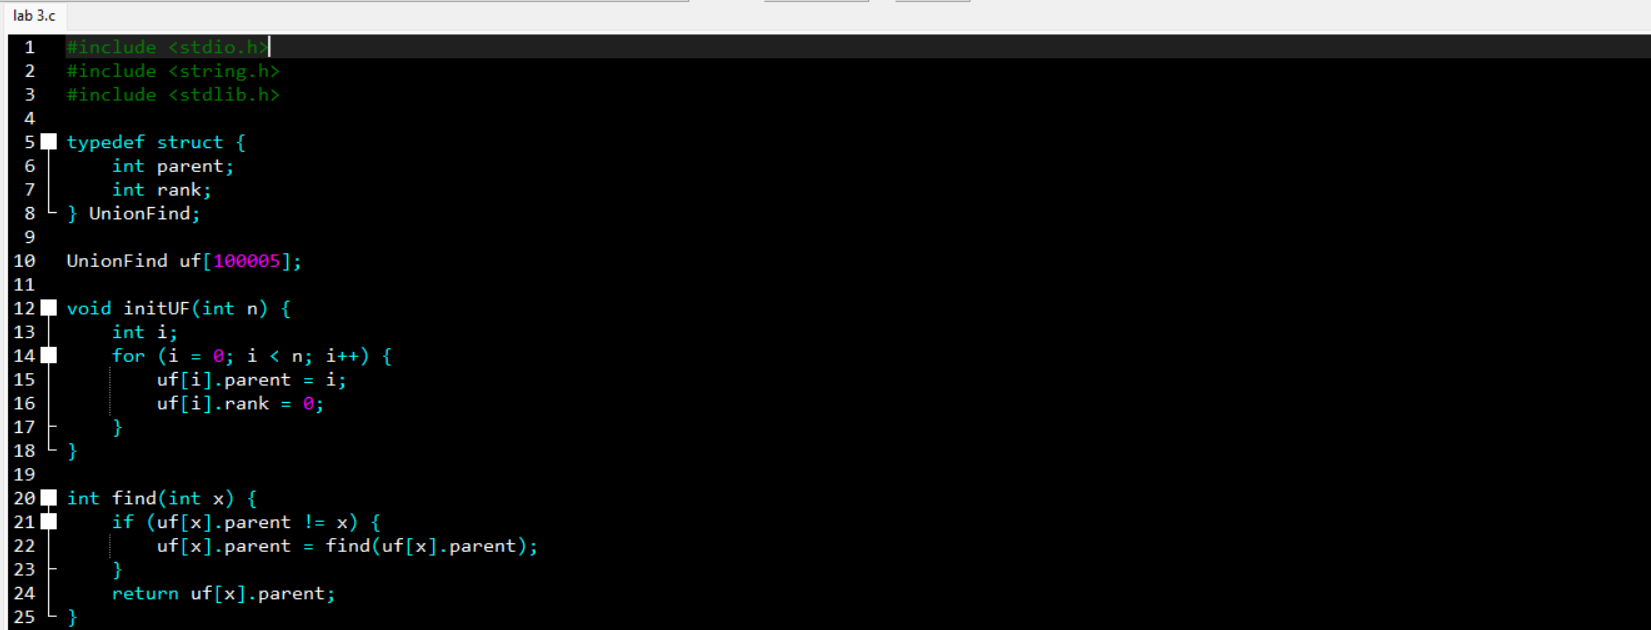 lab 3.c
1 #include <stdio.h>
2 #include <string.h>
3 #include <stdlib.h>
4
5 typedef struct {
6     int parent;
7     int rank;
8 } UnionFind;
9
10 UnionFind uf[100005];
11
12 void initUF(int n) {
13     int i;
14     for (i = 0; i < n; i++) {
15         uf[i].parent = i;
16         uf[i].rank = 0;
17     }
18 }
19
20 int find(int x) {
21     if (uf[x].parent != x) {
22         uf[x].parent = find(uf[x].parent);
23     }
24     return uf[x].parent;
25 }